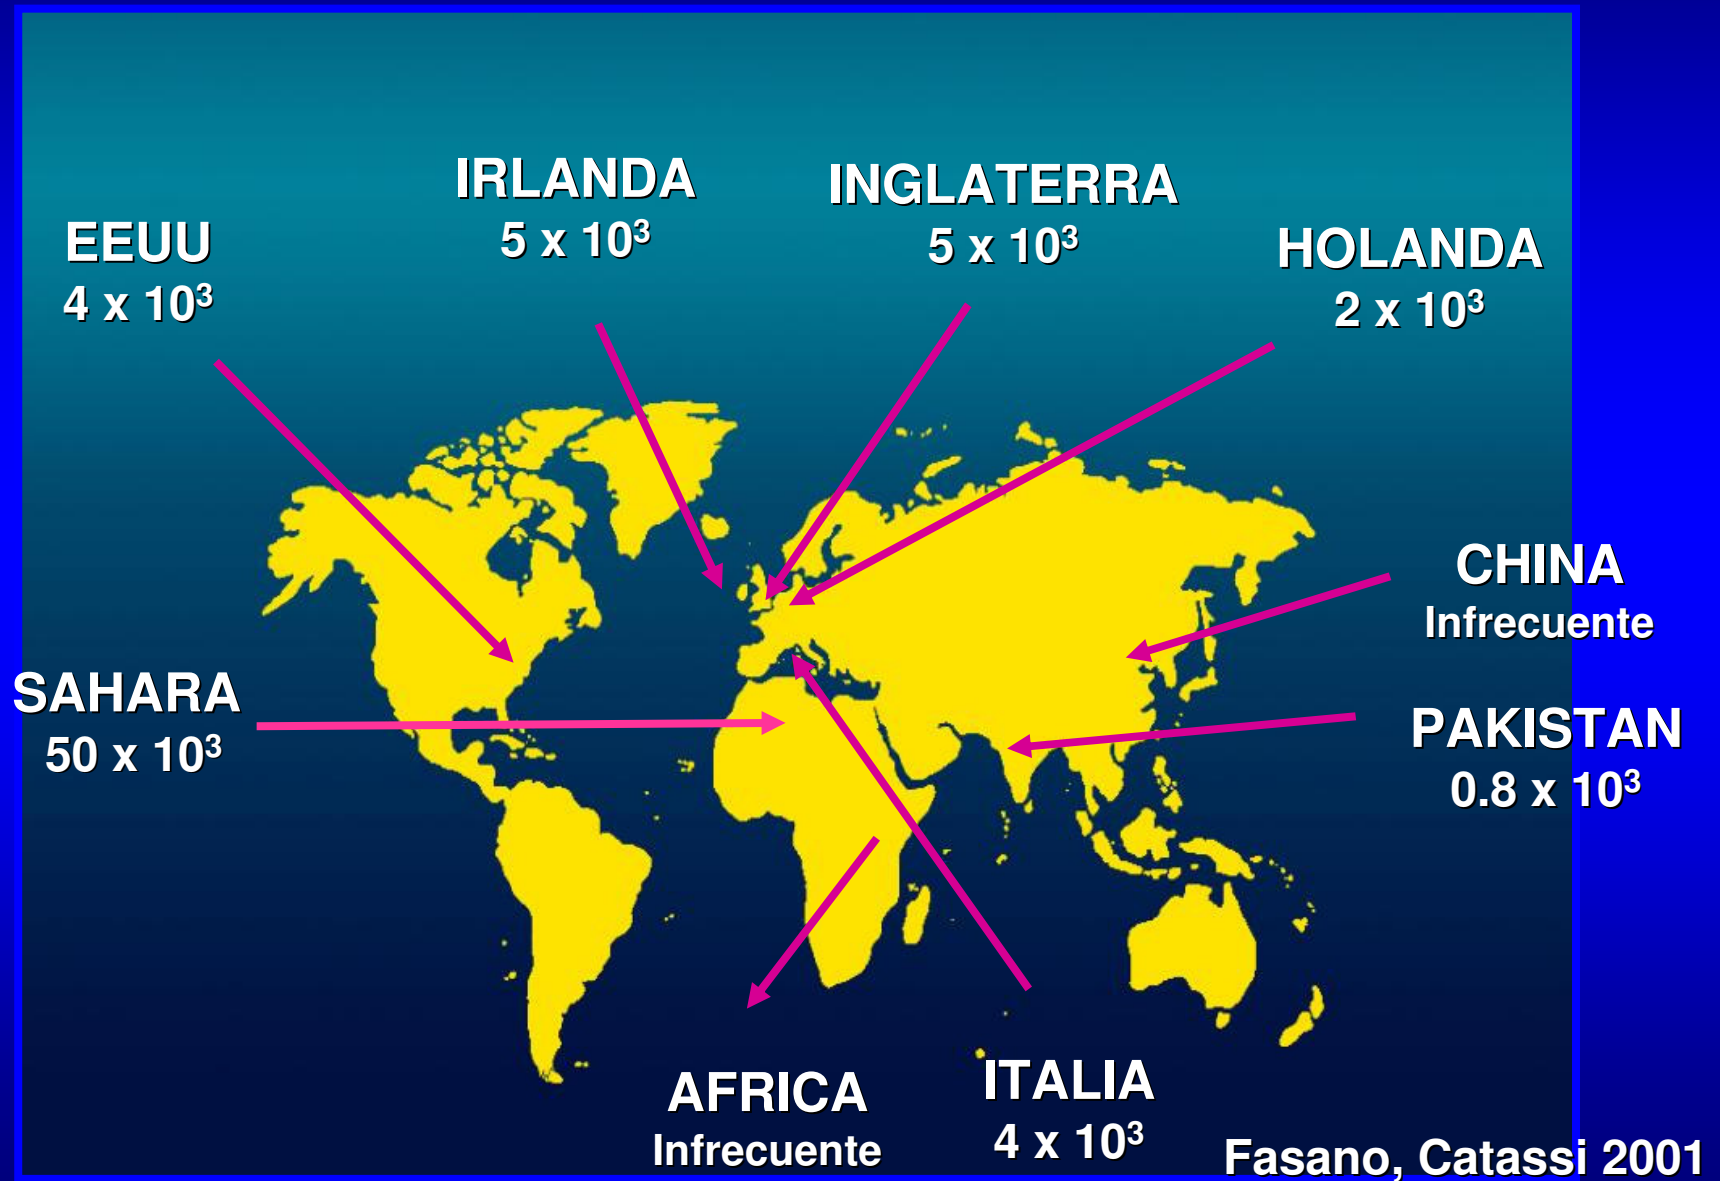 IRLANDA
5 x 10³
INGLATERRA
5 x 10³
EEUU
4 x 10³
HOLANDA
2 x 10³
CHINA
Infrecuente
SAHARA
50 x 10³
PAKISTAN
0.8 x 10³
AFRICA
Infrecuente
ITALIA
4 x 10³
Fasano, Catassi 2001